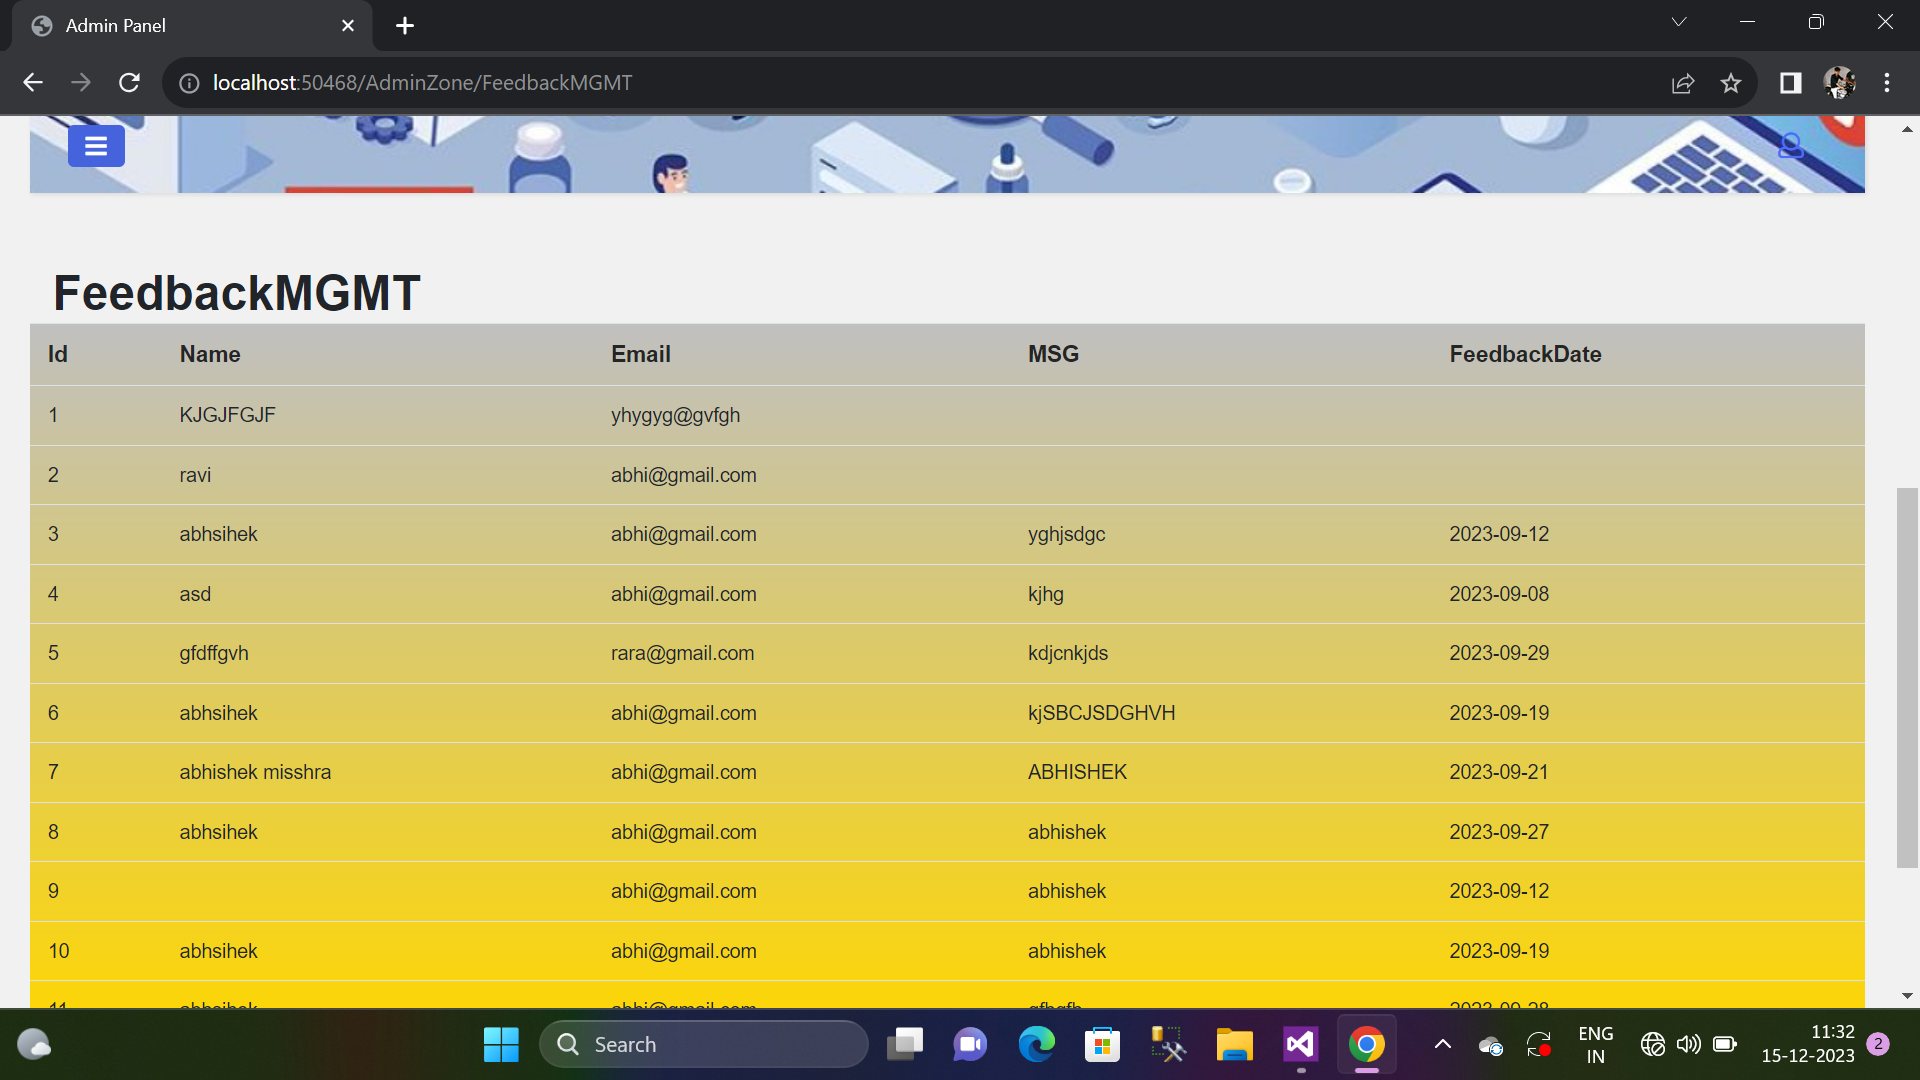 Admin Panel
localhost:50468/AdminZone/FeedbackMGMT
FeedbackMGMT
Id Name Email MSG FeedbackDate
1 KJGJFGJF yhygyg@gvfgh
2 ravi abhi@gmail.com
3 abhsihek abhi@gmail.com yghjsdgc 2023-09-12
4 asd abhi@gmail.com kjhg 2023-09-08
5 gfdffgvh rara@gmail.com kdjcnkjds 2023-09-29
6 abhsihek abhi@gmail.com kjSBCJSDGHVH 2023-09-19
7 abhishek misshra abhi@gmail.com ABHISHEK 2023-09-21
8 abhsihek abhi@gmail.com abhishek 2023-09-27
9 abhi@gmail.com abhishek 2023-09-12
10 abhsihek abhi@gmail.com abhishek 2023-09-19
11 abhsihek abhi@gmail.com
Search
ENG
IN
11:32
15-12-2023
2